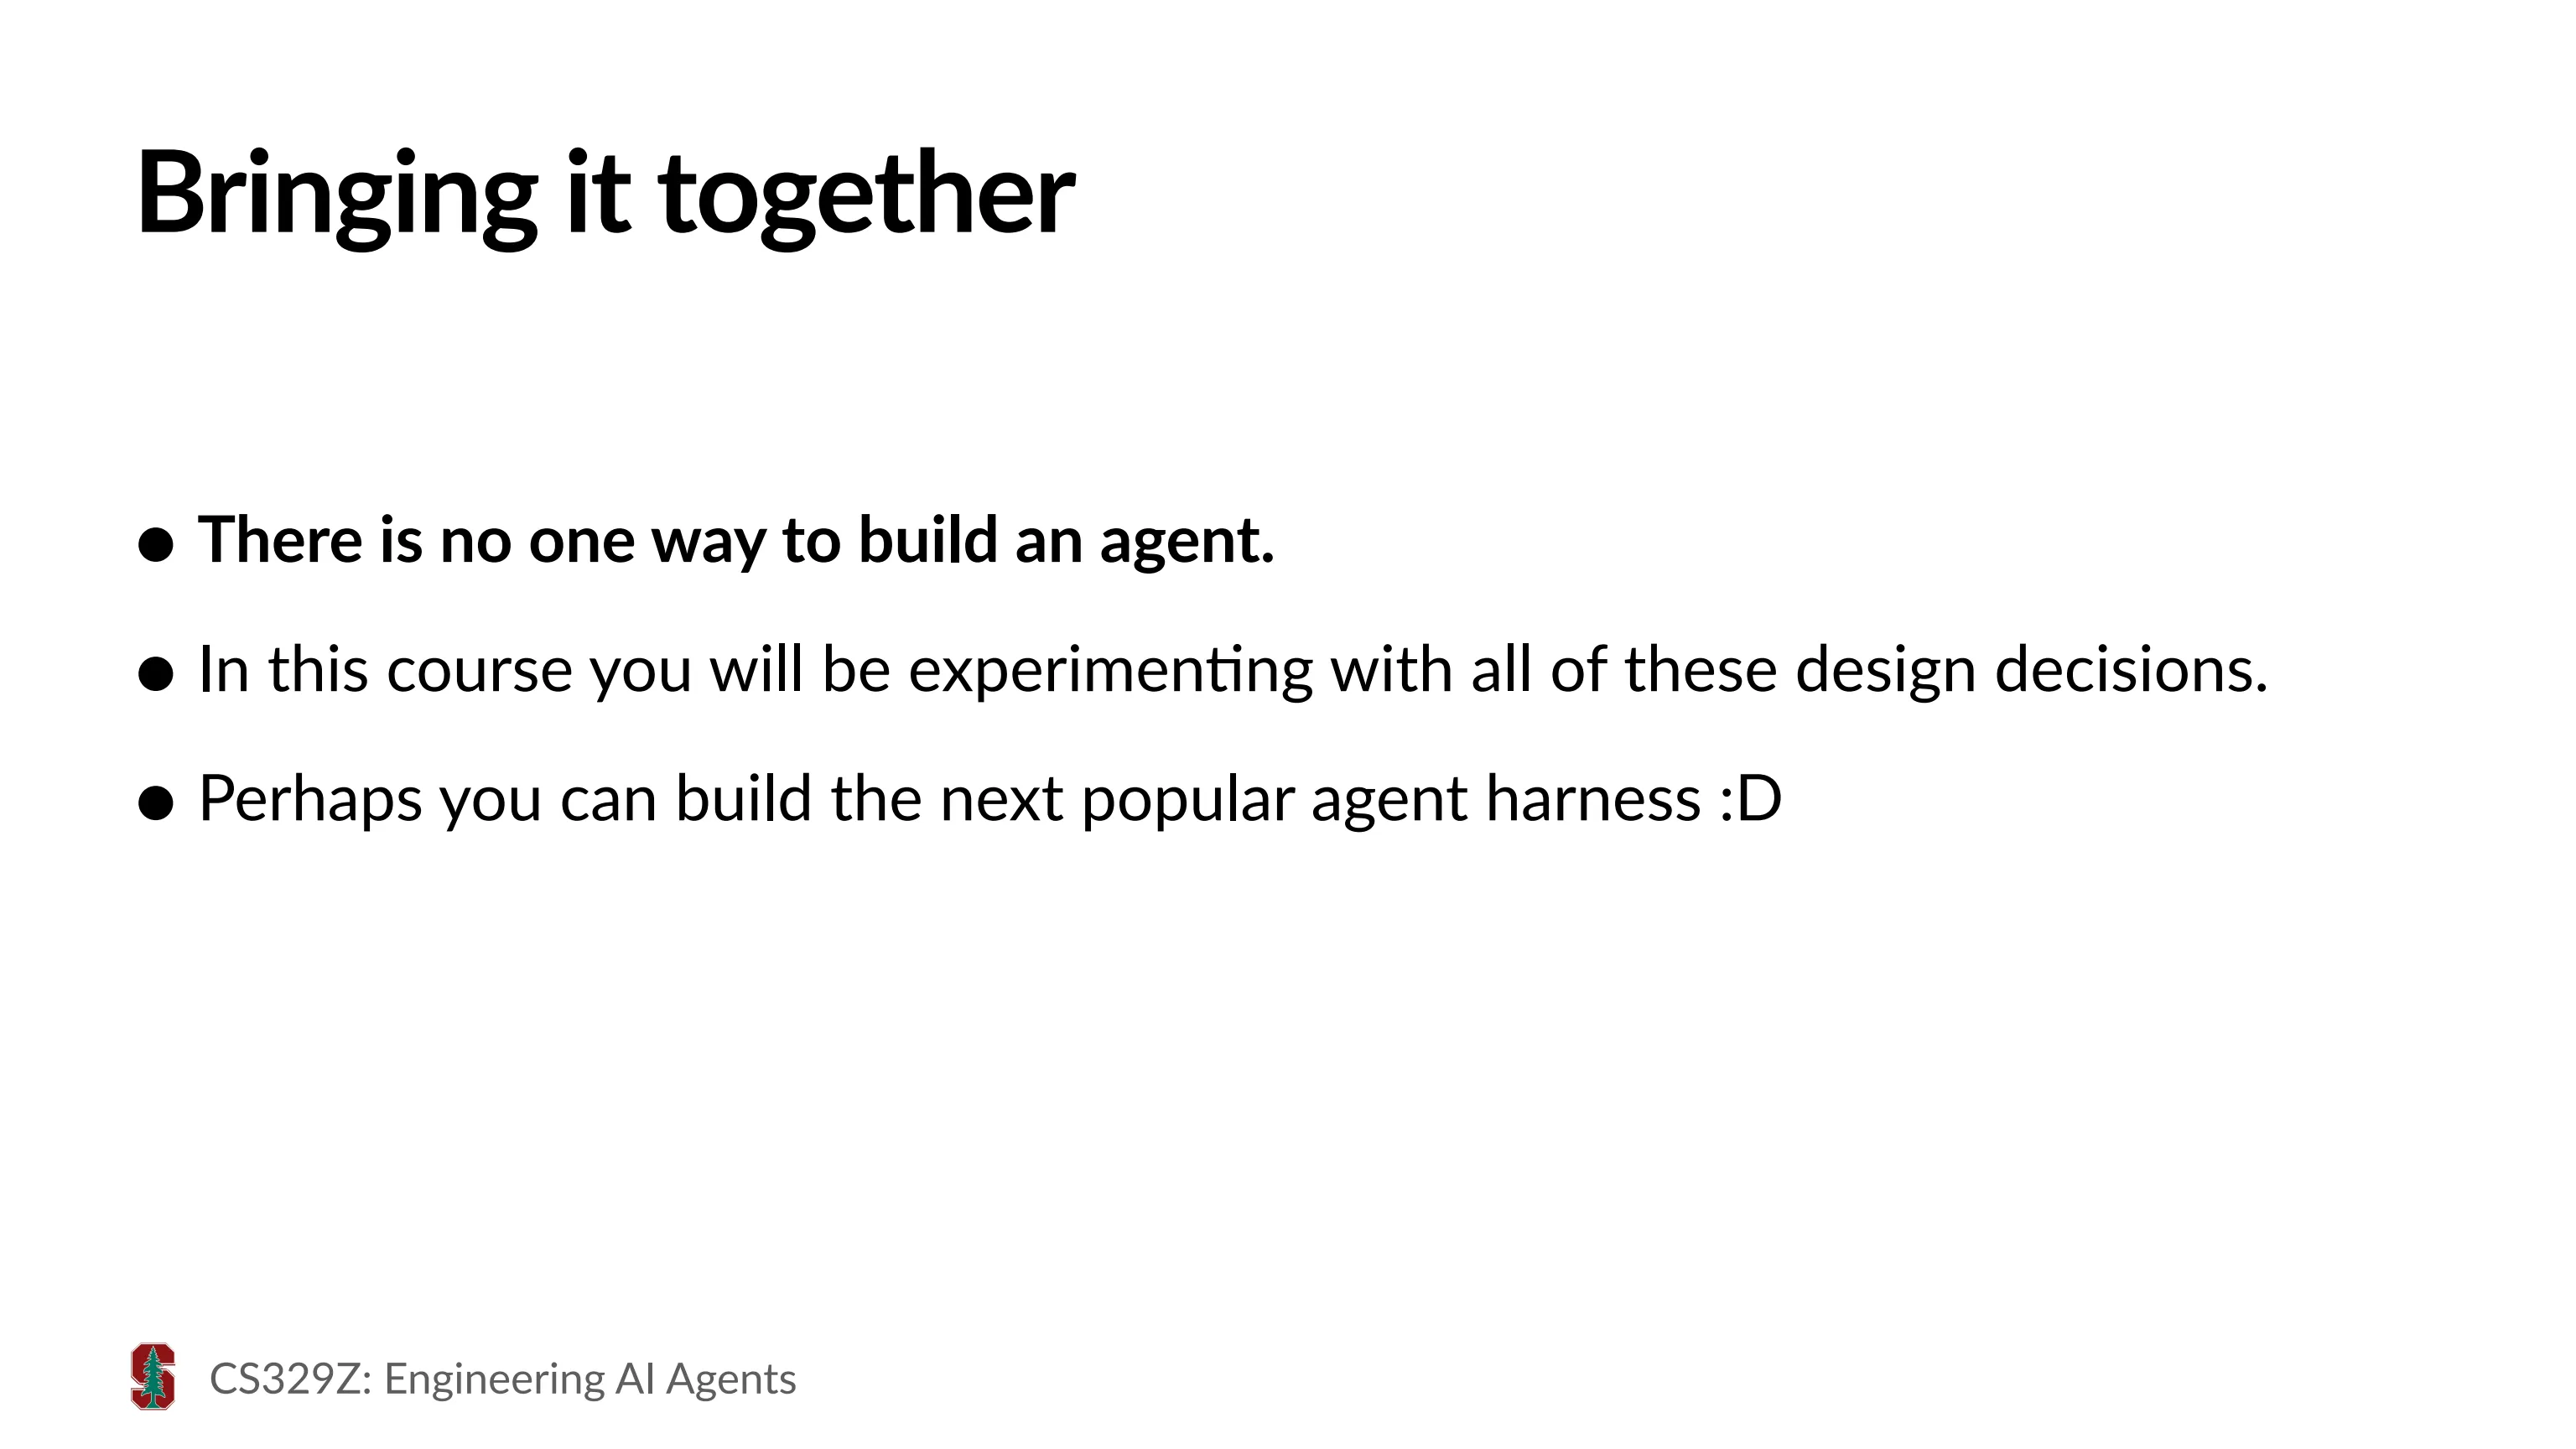 Bringing it together
● There is no one way to build an agent.
● In this course you will be experimenting with all of these design decisions.
● Perhaps you can build the next popular agent harness :D
CS329Z: Engineering AI Agents